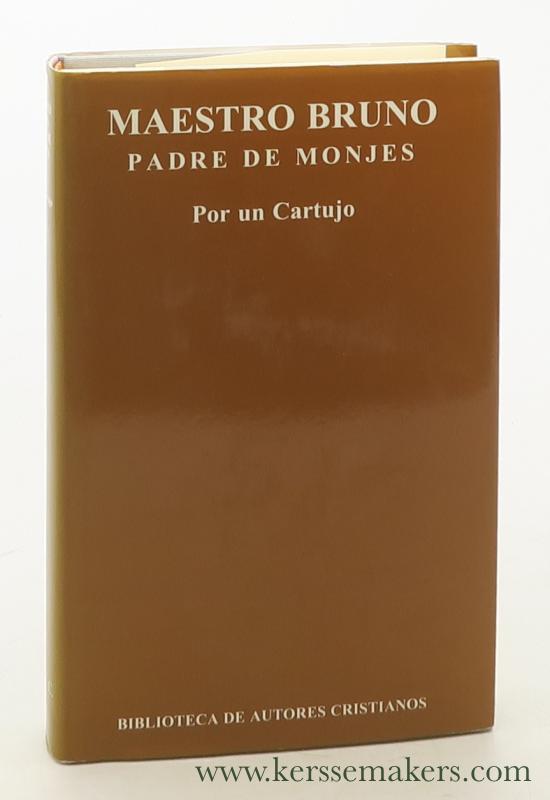 MAESTRO BRUNO
PADRE DE MONJES
Por un Cartujo
BIBLIOTECA DE AUTORES CRISTIANOS
www.kerssemakers.com